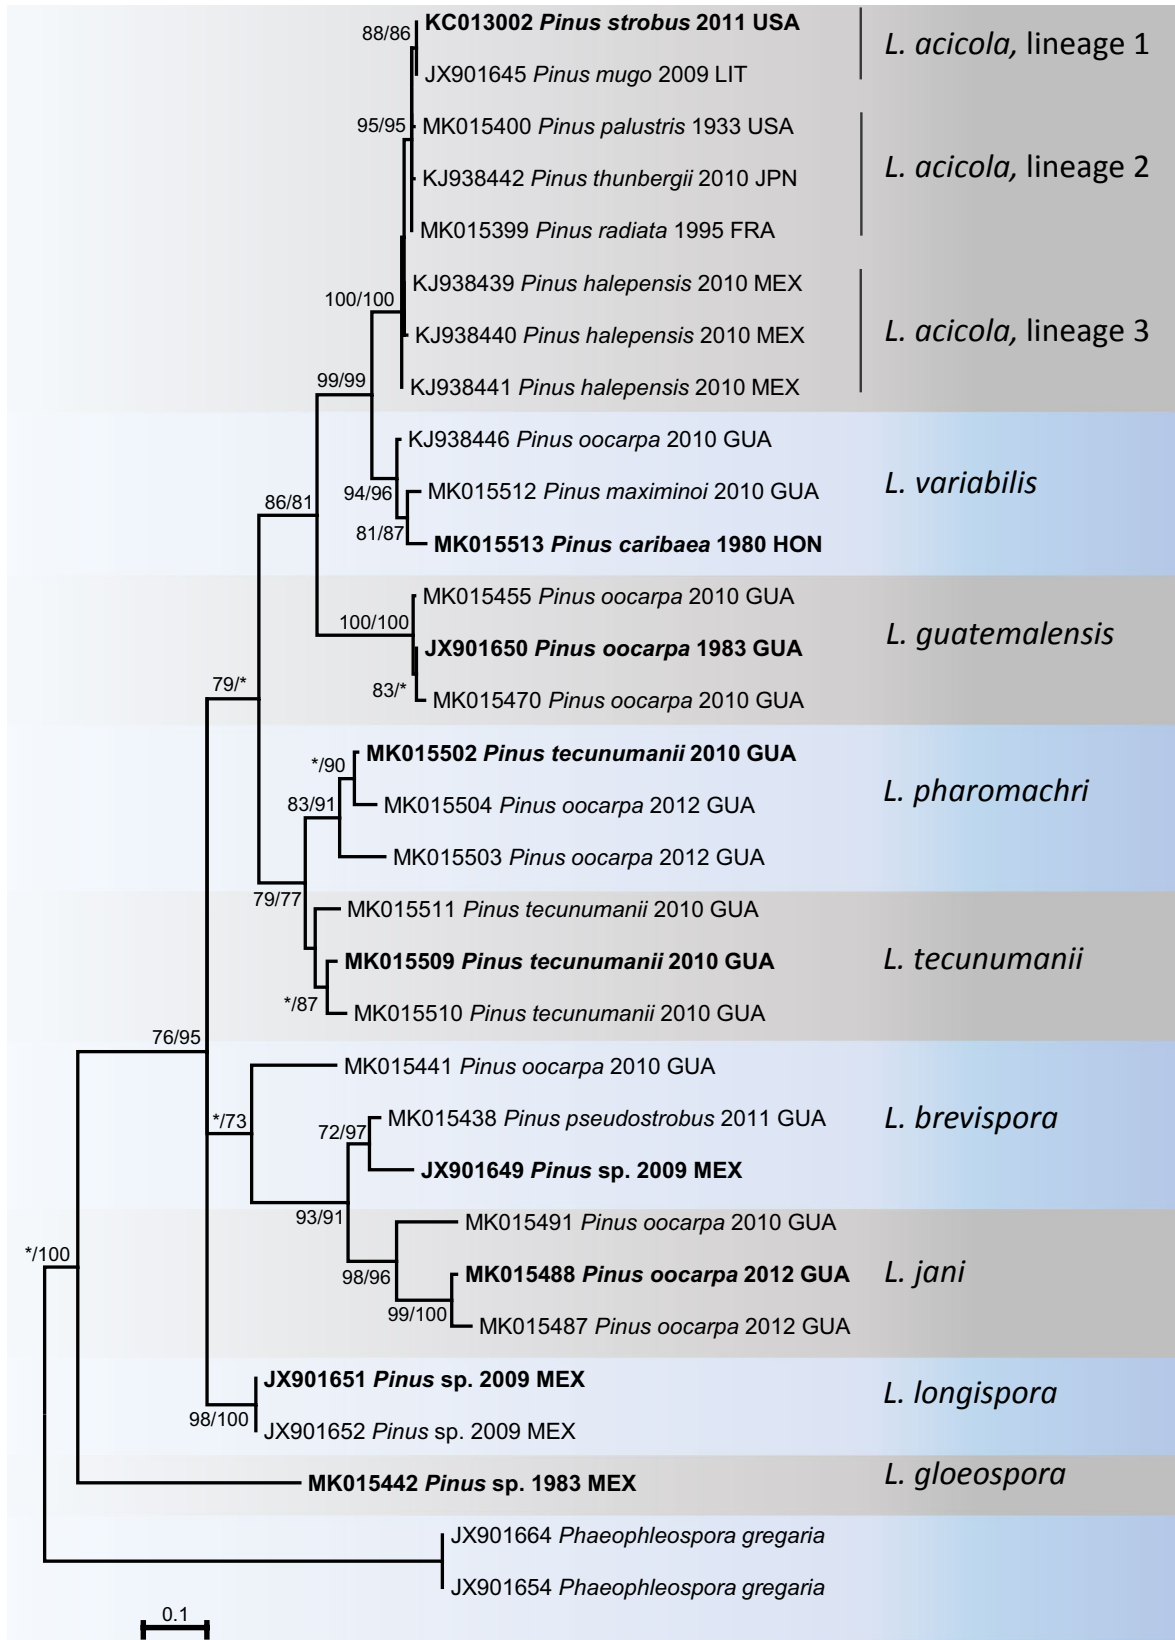 KC013002 Pinus strobus 2011 USA
88/86
L. acicola, lineage 1
JX901645 Pinus mugo 2009 LIT
95/95
MK015400 Pinus palustris 1933 USA
L. acicola, lineage 2
KJ938442 Pinus thunbergii 2010 JPN
MK015399 Pinus radiata 1995 FRA
KJ938439 Pinus halepensis 2010 MEX
100/100
KJ938440 Pinus halepensis 2010 MEX
L. acicola, lineage 3
99/99
KJ938441 Pinus halepensis 2010 MEX
KJ938446 Pinus oocarpa 2010 GUA
L. variabilis
94/96
MK015512 Pinus maximinoi 2010 GUA
86/81
81/87
MK015513 Pinus caribaea 1980 HON
MK015455 Pinus oocarpa 2010 GUA
100/100
L. guatemalensis
JX901650 Pinus oocarpa 1983 GUA
79/*
83/*
MK015470 Pinus oocarpa 2010 GUA
MK015502 Pinus tecunumanii 2010 GUA
*/90
L. pharomachri
83/91
MK015504 Pinus oocarpa 2012 GUA
MK015503 Pinus oocarpa 2012 GUA
79/77
MK015511 Pinus tecunumanii 2010 GUA
MK015509 Pinus tecunumanii 2010 GUA
L. tecunumanii
*/87
MK015510 Pinus tecunumanii 2010 GUA
76/95
MK015441 Pinus oocarpa 2010 GUA
*/73
MK015438 Pinus pseudostrobus 2011 GUA
L. brevispora
72/97
JX901649 Pinus sp. 2009 MEX
93/91
MK015491 Pinus oocarpa 2010 GUA
*/100
98/96
MK015488 Pinus oocarpa 2012 GUA
L. jani
99/100
MK015487 Pinus oocarpa 2012 GUA
JX901651 Pinus sp. 2009 MEX
L. longispora
98/100
JX901652 Pinus sp. 2009 MEX
L. gloeospora
MK015442 Pinus sp. 1983 MEX
JX901664 Phaeophleospora gregaria
JX901654 Phaeophleospora gregaria
0.1